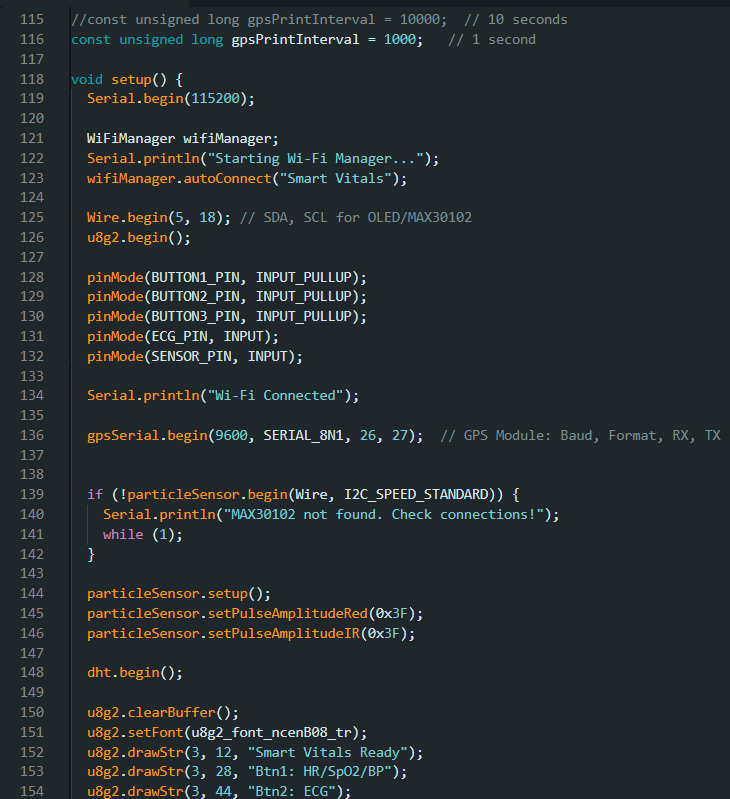 115 //const unsigned long gpsPrintInterval = 10000;  // 10 seconds
116 const unsigned long gpsPrintInterval = 1000;   // 1 second
117
118 void setup() {
119   Serial.begin(115200);
120
121   WiFiManager wifiManager;
122   Serial.println("Starting Wi-Fi Manager...");
123   wifiManager.autoConnect("Smart Vitals");
124
125   Wire.begin(5, 18); // SDA, SCL for OLED/MAX30102
126   u8g2.begin();
127
128   pinMode(BUTTON1_PIN, INPUT_PULLUP);
129   pinMode(BUTTON2_PIN, INPUT_PULLUP);
130   pinMode(BUTTON3_PIN, INPUT_PULLUP);
131   pinMode(ECG_PIN, INPUT);
132   pinMode(SENSOR_PIN, INPUT);
133
134   Serial.println("Wi-Fi Connected");
135
136   gpsSerial.begin(9600, SERIAL_8N1, 26, 27);  // GPS Module: Baud, Format, RX, TX
137
138
139   if (!particleSensor.begin(Wire, I2C_SPEED_STANDARD)) {
140     Serial.println("MAX30102 not found. Check connections!");
141     while (1);
142   }
143
144   particleSensor.setup();
145   particleSensor.setPulseAmplitudeRed(0x3F);
146   particleSensor.setPulseAmplitudeIR(0x3F);
147
148   dht.begin();
149
150   u8g2.clearBuffer();
151   u8g2.setFont(u8g2_font_ncenB08_tr);
152   u8g2.drawStr(3, 12, "Smart Vitals Ready");
153   u8g2.drawStr(3, 28, "Btn1: HR/SpO2/BP");
154   u8g2.drawStr(3, 44, "Btn2: ECG");